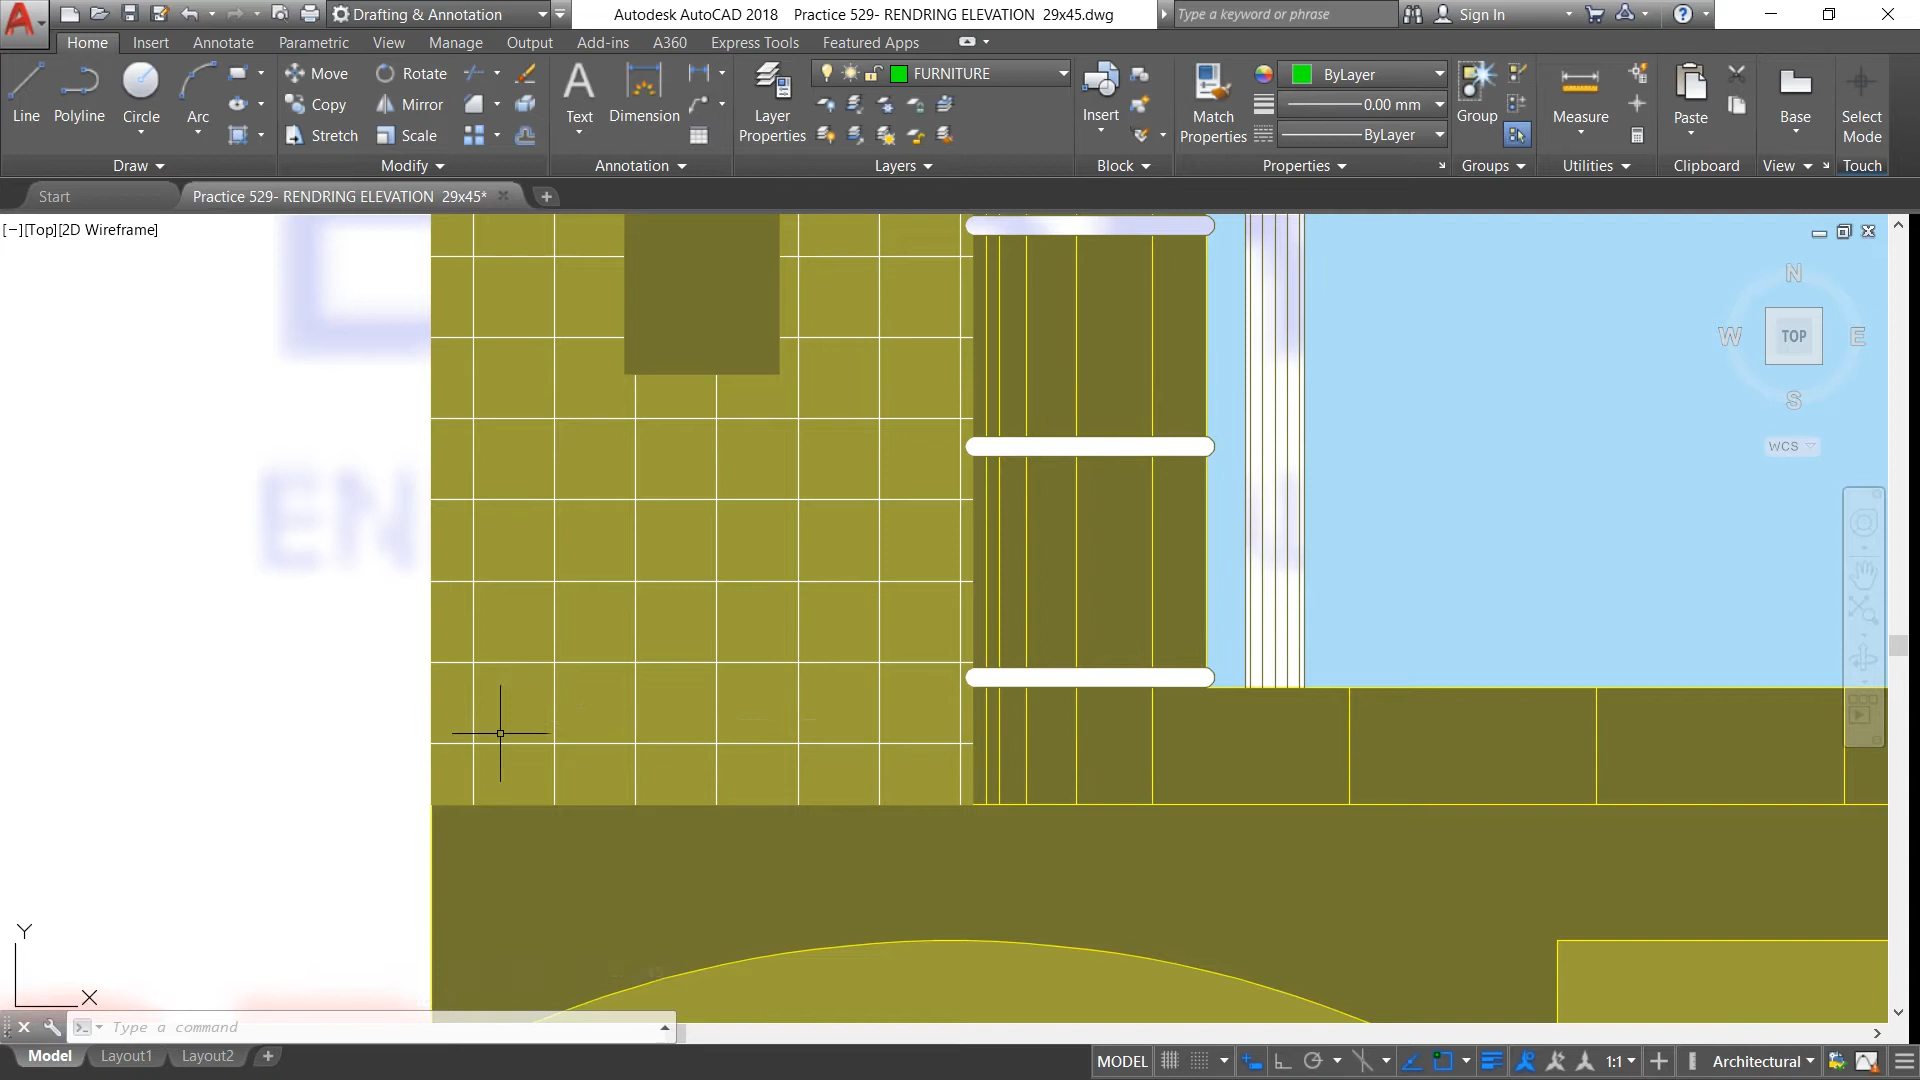 Drafting & Annotation
Autodesk AutoCAD 2018 Practice 529- RENDRING ELEVATION 29x45.dwg
Type a keyword or phrase
Sign In
Home Insert Annotate Parametric View Manage Output Add-ins A360 Express Tools Featured Apps
Line Polyline Circle Arc
Move Rotate
Copy Mirror
Stretch Scale
Text Dimension
Layer Properties
FURNITURE
Insert
Match Properties
ByLayer
0.00 mm
ByLayer
Group Measure Paste Base
Select Mode
Draw Modify Annotation Layers Block Properties Groups Utilities Clipboard View Touch
Start Practice 529- RENDRING ELEVATION 29x45*
[−][Top][2D Wireframe]
N
W TOP E
S
WCS
EN
Y
X
Type a command
Model Layout1 Layout2
MODEL 1:1 Architectural